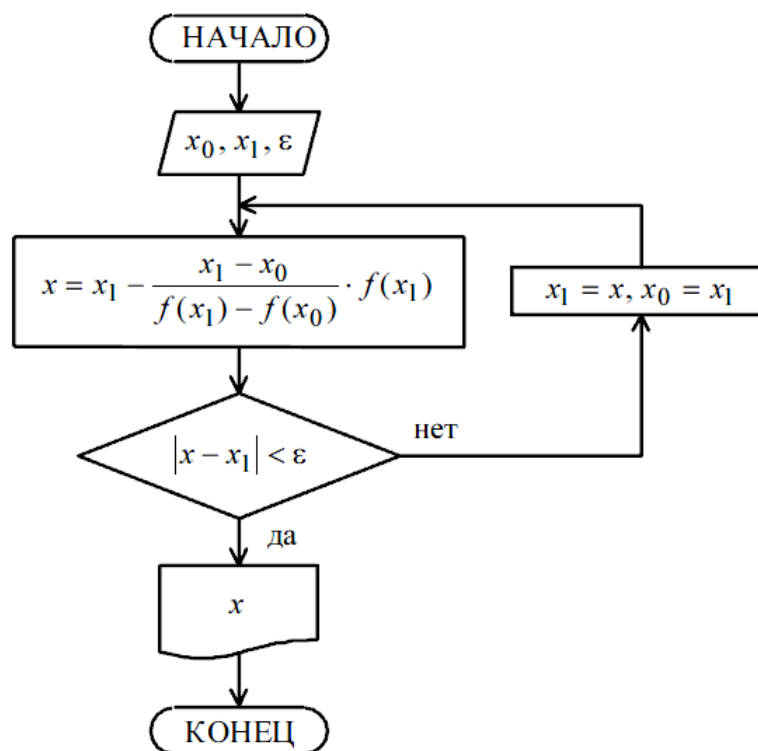 НАЧАЛО
x₀, x₁, ε
x = x₁ − (x₁ − x₀) / (f(x₁) − f(x₀)) · f(x₁)
x₁ = x, x₀ = x₁
|x − x₁| < ε
нет
да
x
КОНЕЦ